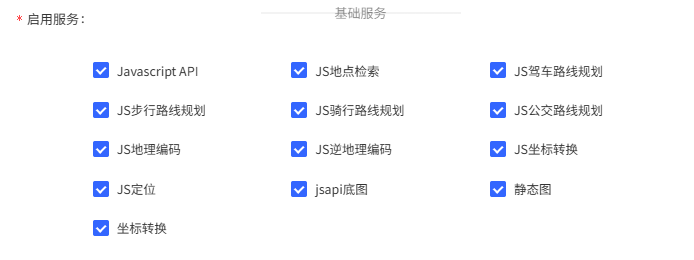 * 启用服务：
基础服务
Javascript API JS地点检索 JS驾车路线规划
JS步行路线规划 JS骑行路线规划 JS公交路线规划
JS地理编码 JS逆地理编码 JS坐标转换
JS定位 jsapi底图 静态图
坐标转换